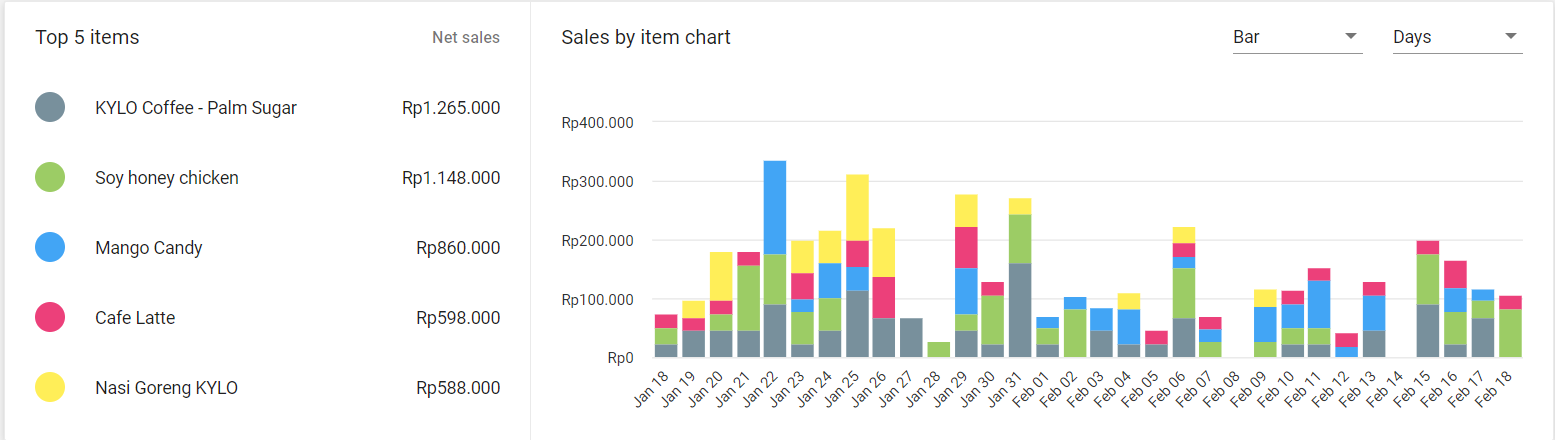 Top 5 items
Net sales
KYLO Coffee - Palm Sugar
Rp1.265.000
Soy honey chicken
Rp1.148.000
Mango Candy
Rp860.000
Cafe Latte
Rp598.000
Nasi Goreng KYLO
Rp588.000
Sales by item chart
Bar
Days
Rp400.000
Rp300.000
Rp200.000
Rp100.000
Rp0
Jan 18
Jan 19
Jan 20
Jan 21
Jan 22
Jan 23
Jan 24
Jan 25
Jan 26
Jan 27
Jan 28
Jan 29
Jan 30
Jan 31
Feb 01
Feb 02
Feb 03
Feb 04
Feb 05
Feb 06
Feb 07
Feb 08
Feb 09
Feb 10
Feb 11
Feb 12
Feb 13
Feb 14
Feb 15
Feb 16
Feb 17
Feb 18